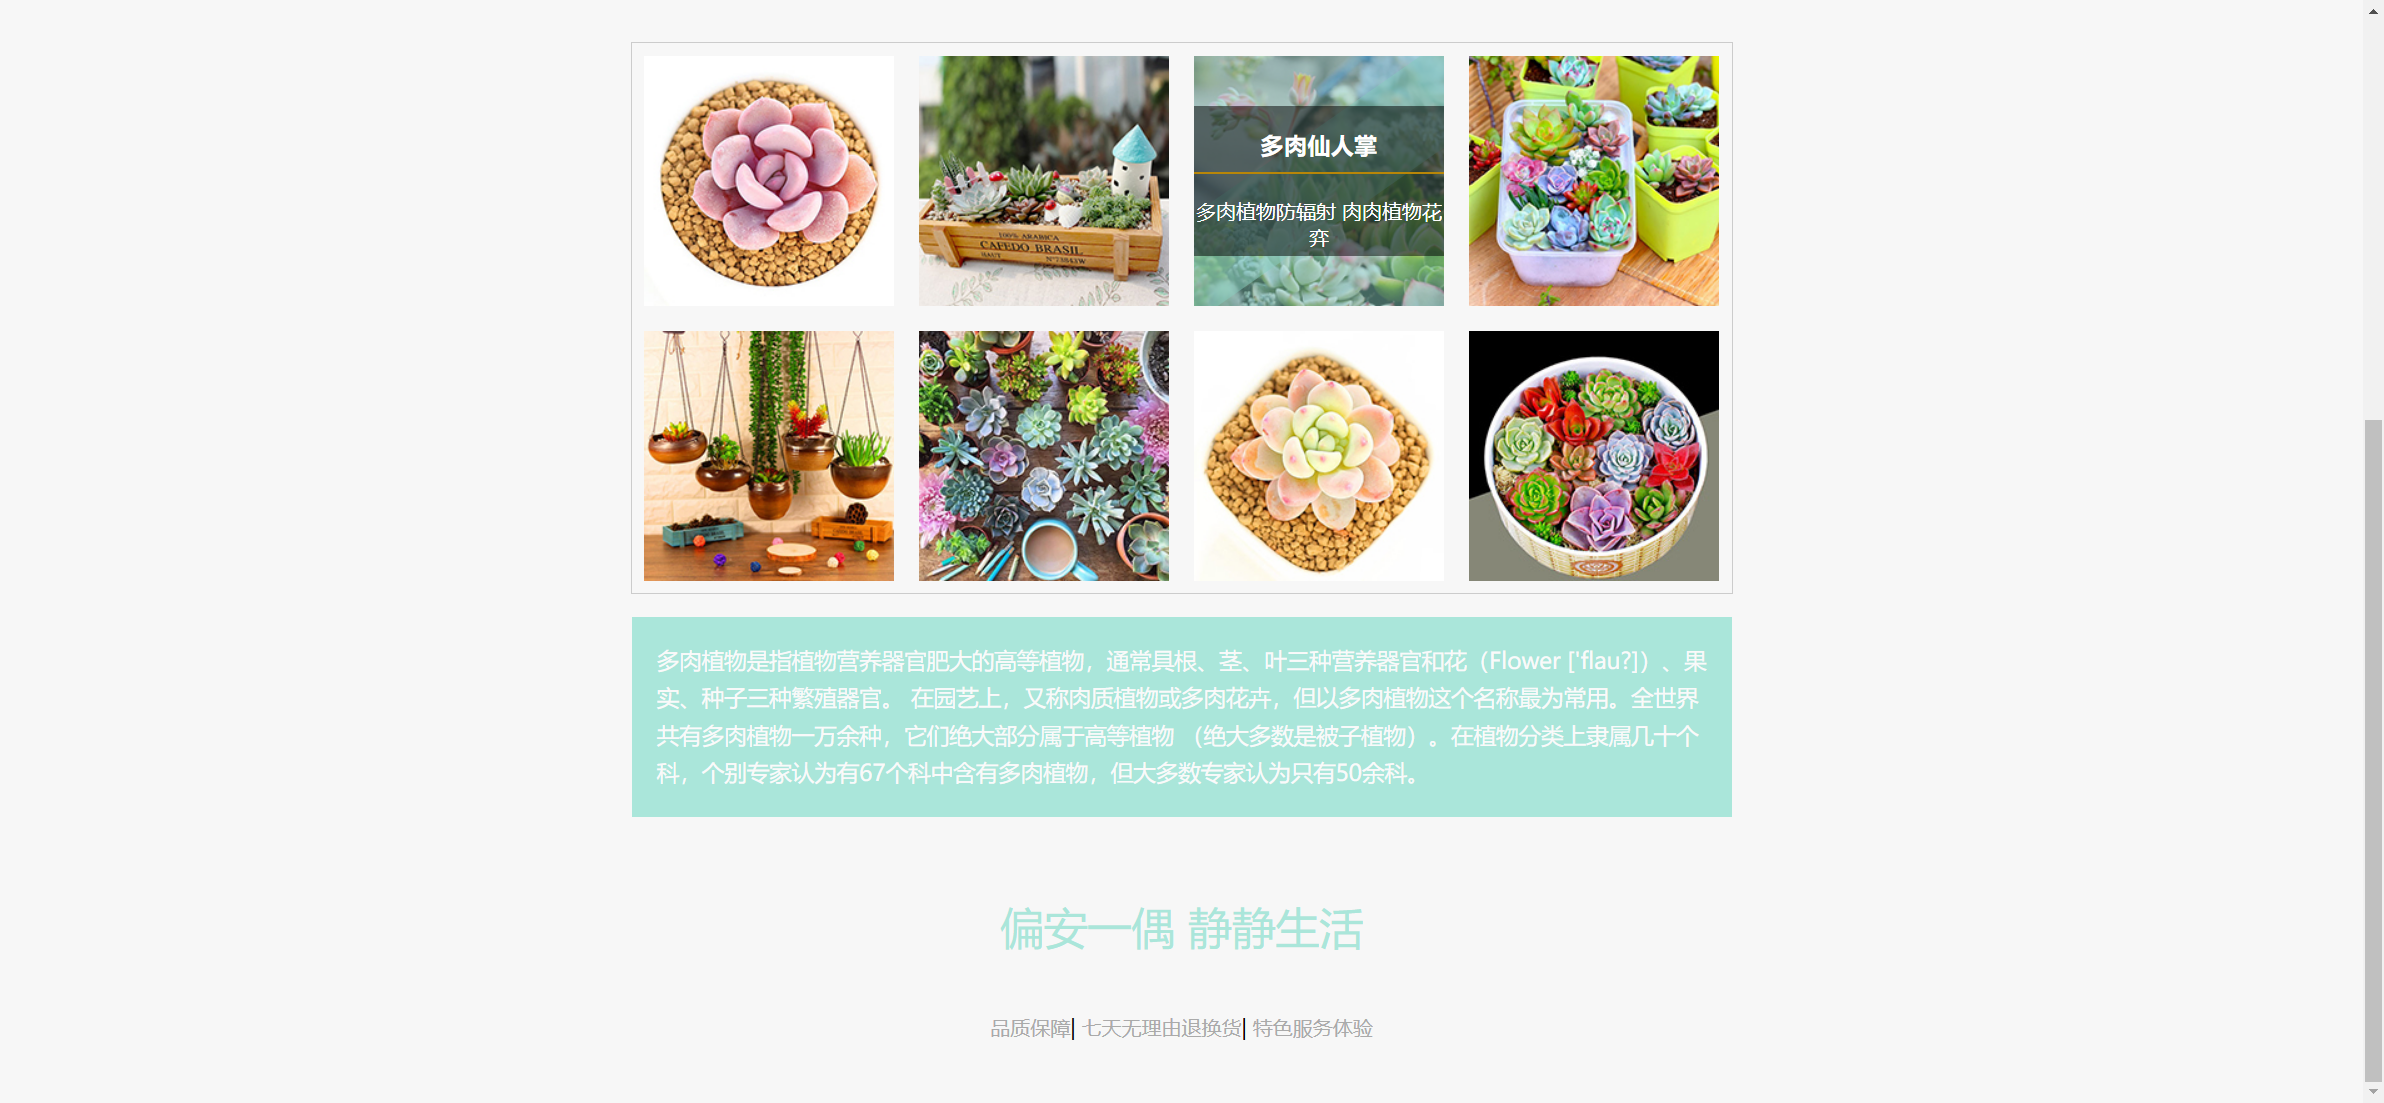 100% ARABICA
CAFEDO BRASIL
HAUT N°73843W
多肉仙人掌
多肉植物防辐射 肉肉植物花
弈
多肉植物是指植物营养器官肥大的高等植物，通常具根、茎、叶三种营养器官和花（Flower ['flau?]）、果
实、种子三种繁殖器官。 在园艺上，又称肉质植物或多肉花卉，但以多肉植物这个名称最为常用。全世界
共有多肉植物一万余种，它们绝大部分属于高等植物 （绝大多数是被子植物）。在植物分类上隶属几十个
科，个别专家认为有67个科中含有多肉植物，但大多数专家认为只有50余科。
偏安一偶 静静生活
品质保障| 七天无理由退换货| 特色服务体验